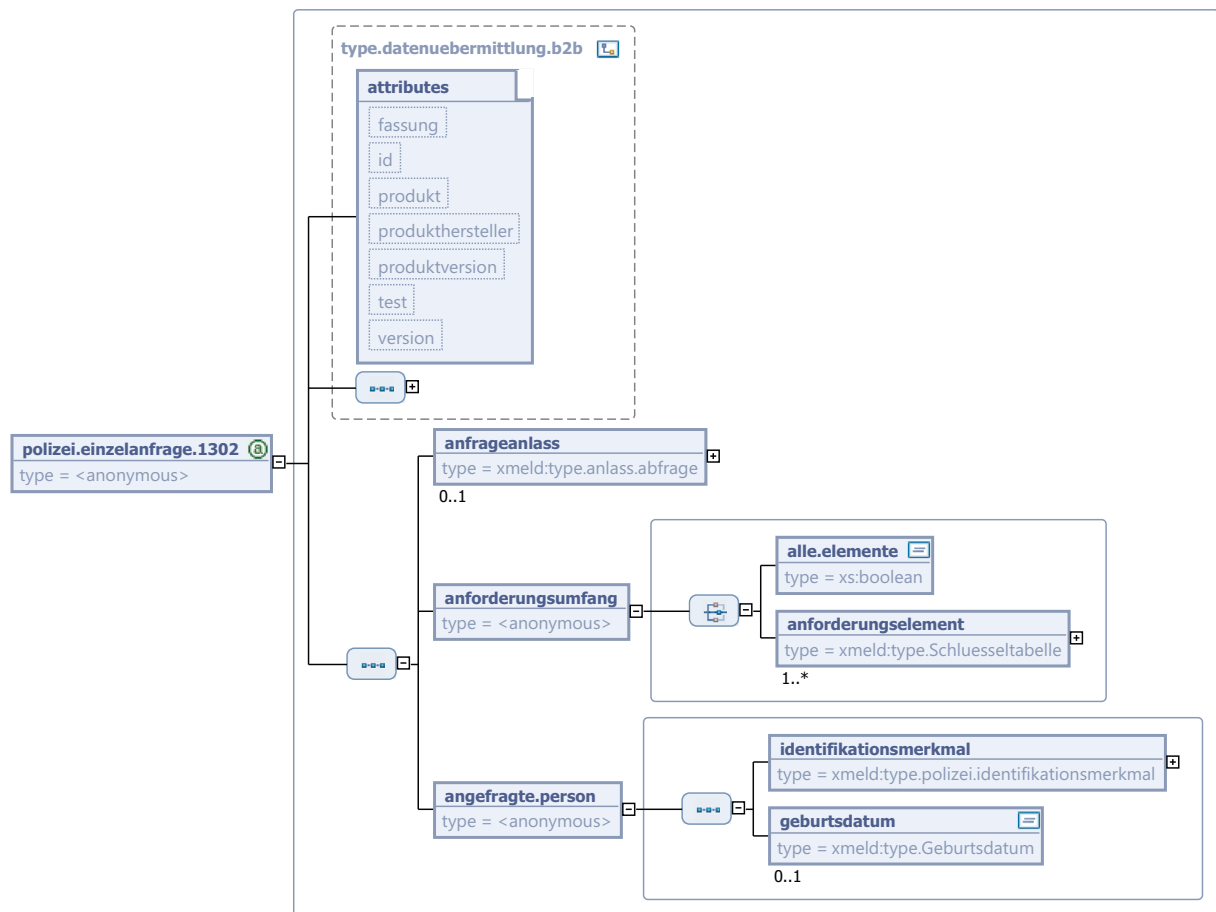 type.datenuebermittlung.b2b
attributes
fassung
id
produkt
produkthersteller
produktversion
test
version
polizei.einzelanfrage.1302
type = <anonymous>
anfrageanlass
type = xmeld:type.anlass.abfrage
0..1
anforderungsumfang
type = <anonymous>
alle.elemente
type = xs:boolean
anforderungselement
type = xmeld:type.Schluesseltabelle
1..*
angefragte.person
type = <anonymous>
identifikationsmerkmal
type = xmeld:type.polizei.identifikationsmerkmal
geburtsdatum
type = xmeld:type.Geburtsdatum
0..1